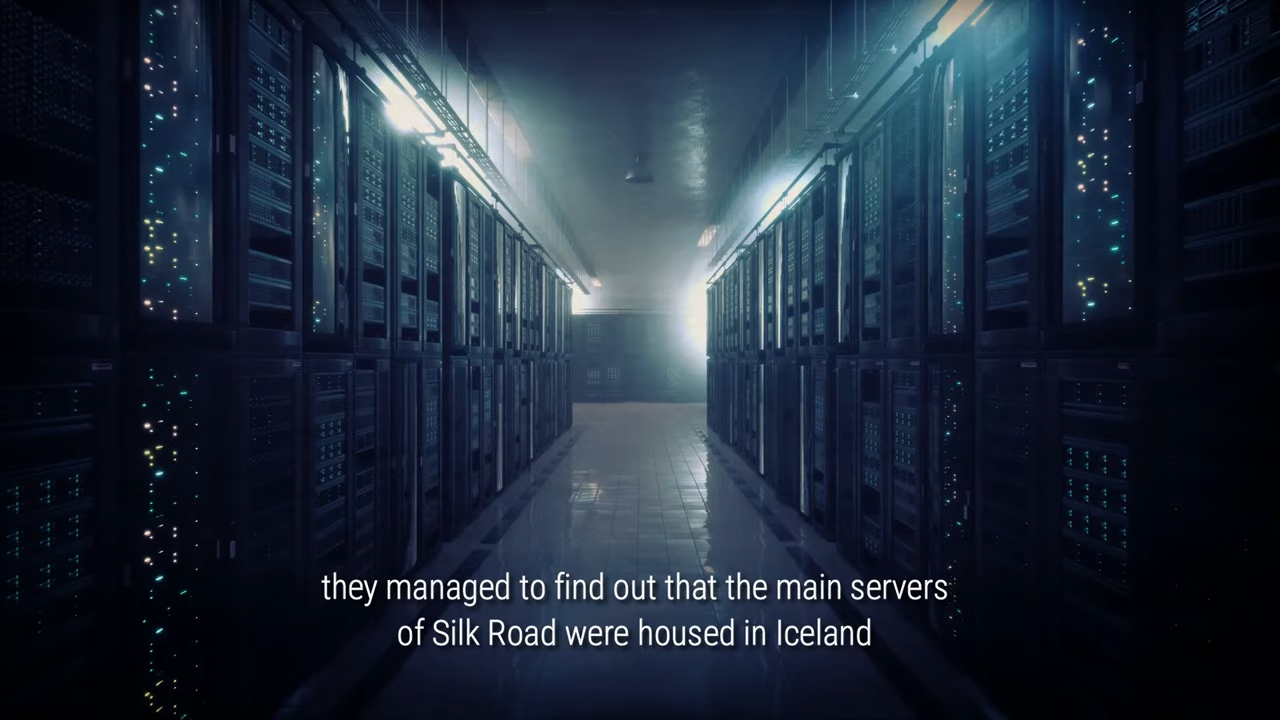 they managed to find out that the main servers
of Silk Road were housed in Iceland